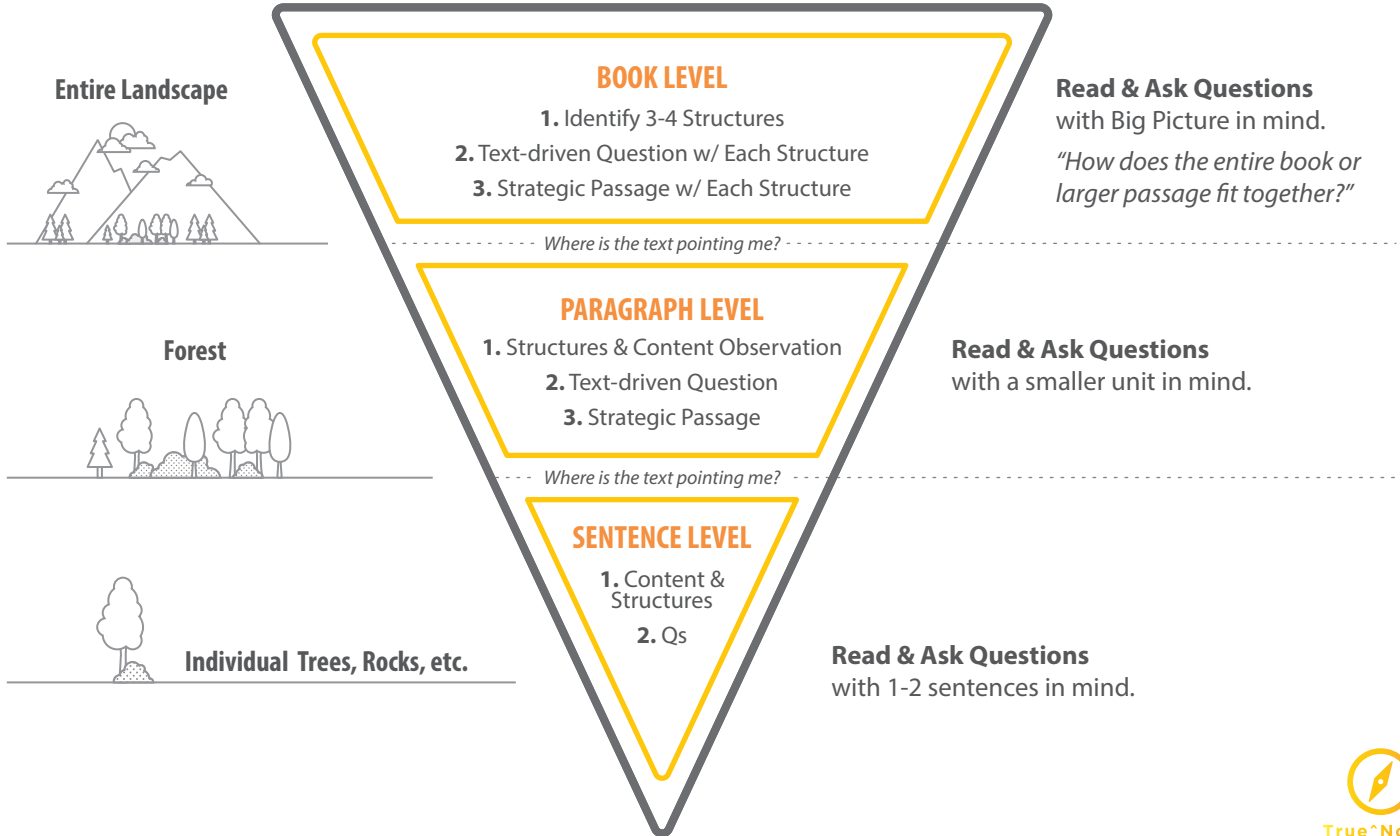 Entire Landscape
BOOK LEVEL
1. Identify 3-4 Structures
2. Text-driven Question w/ Each Structure
3. Strategic Passage w/ Each Structure
Read & Ask Questions
with Big Picture in mind.
“How does the entire book or
larger passage fit together?”
Where is the text pointing me?
Forest
PARAGRAPH LEVEL
1. Structures & Content Observation
2. Text-driven Question
3. Strategic Passage
Read & Ask Questions
with a smaller unit in mind.
Where is the text pointing me?
Individual Trees, Rocks, etc.
SENTENCE LEVEL
1. Content &
Structures
2. Qs
Read & Ask Questions
with 1-2 sentences in mind.
True^No